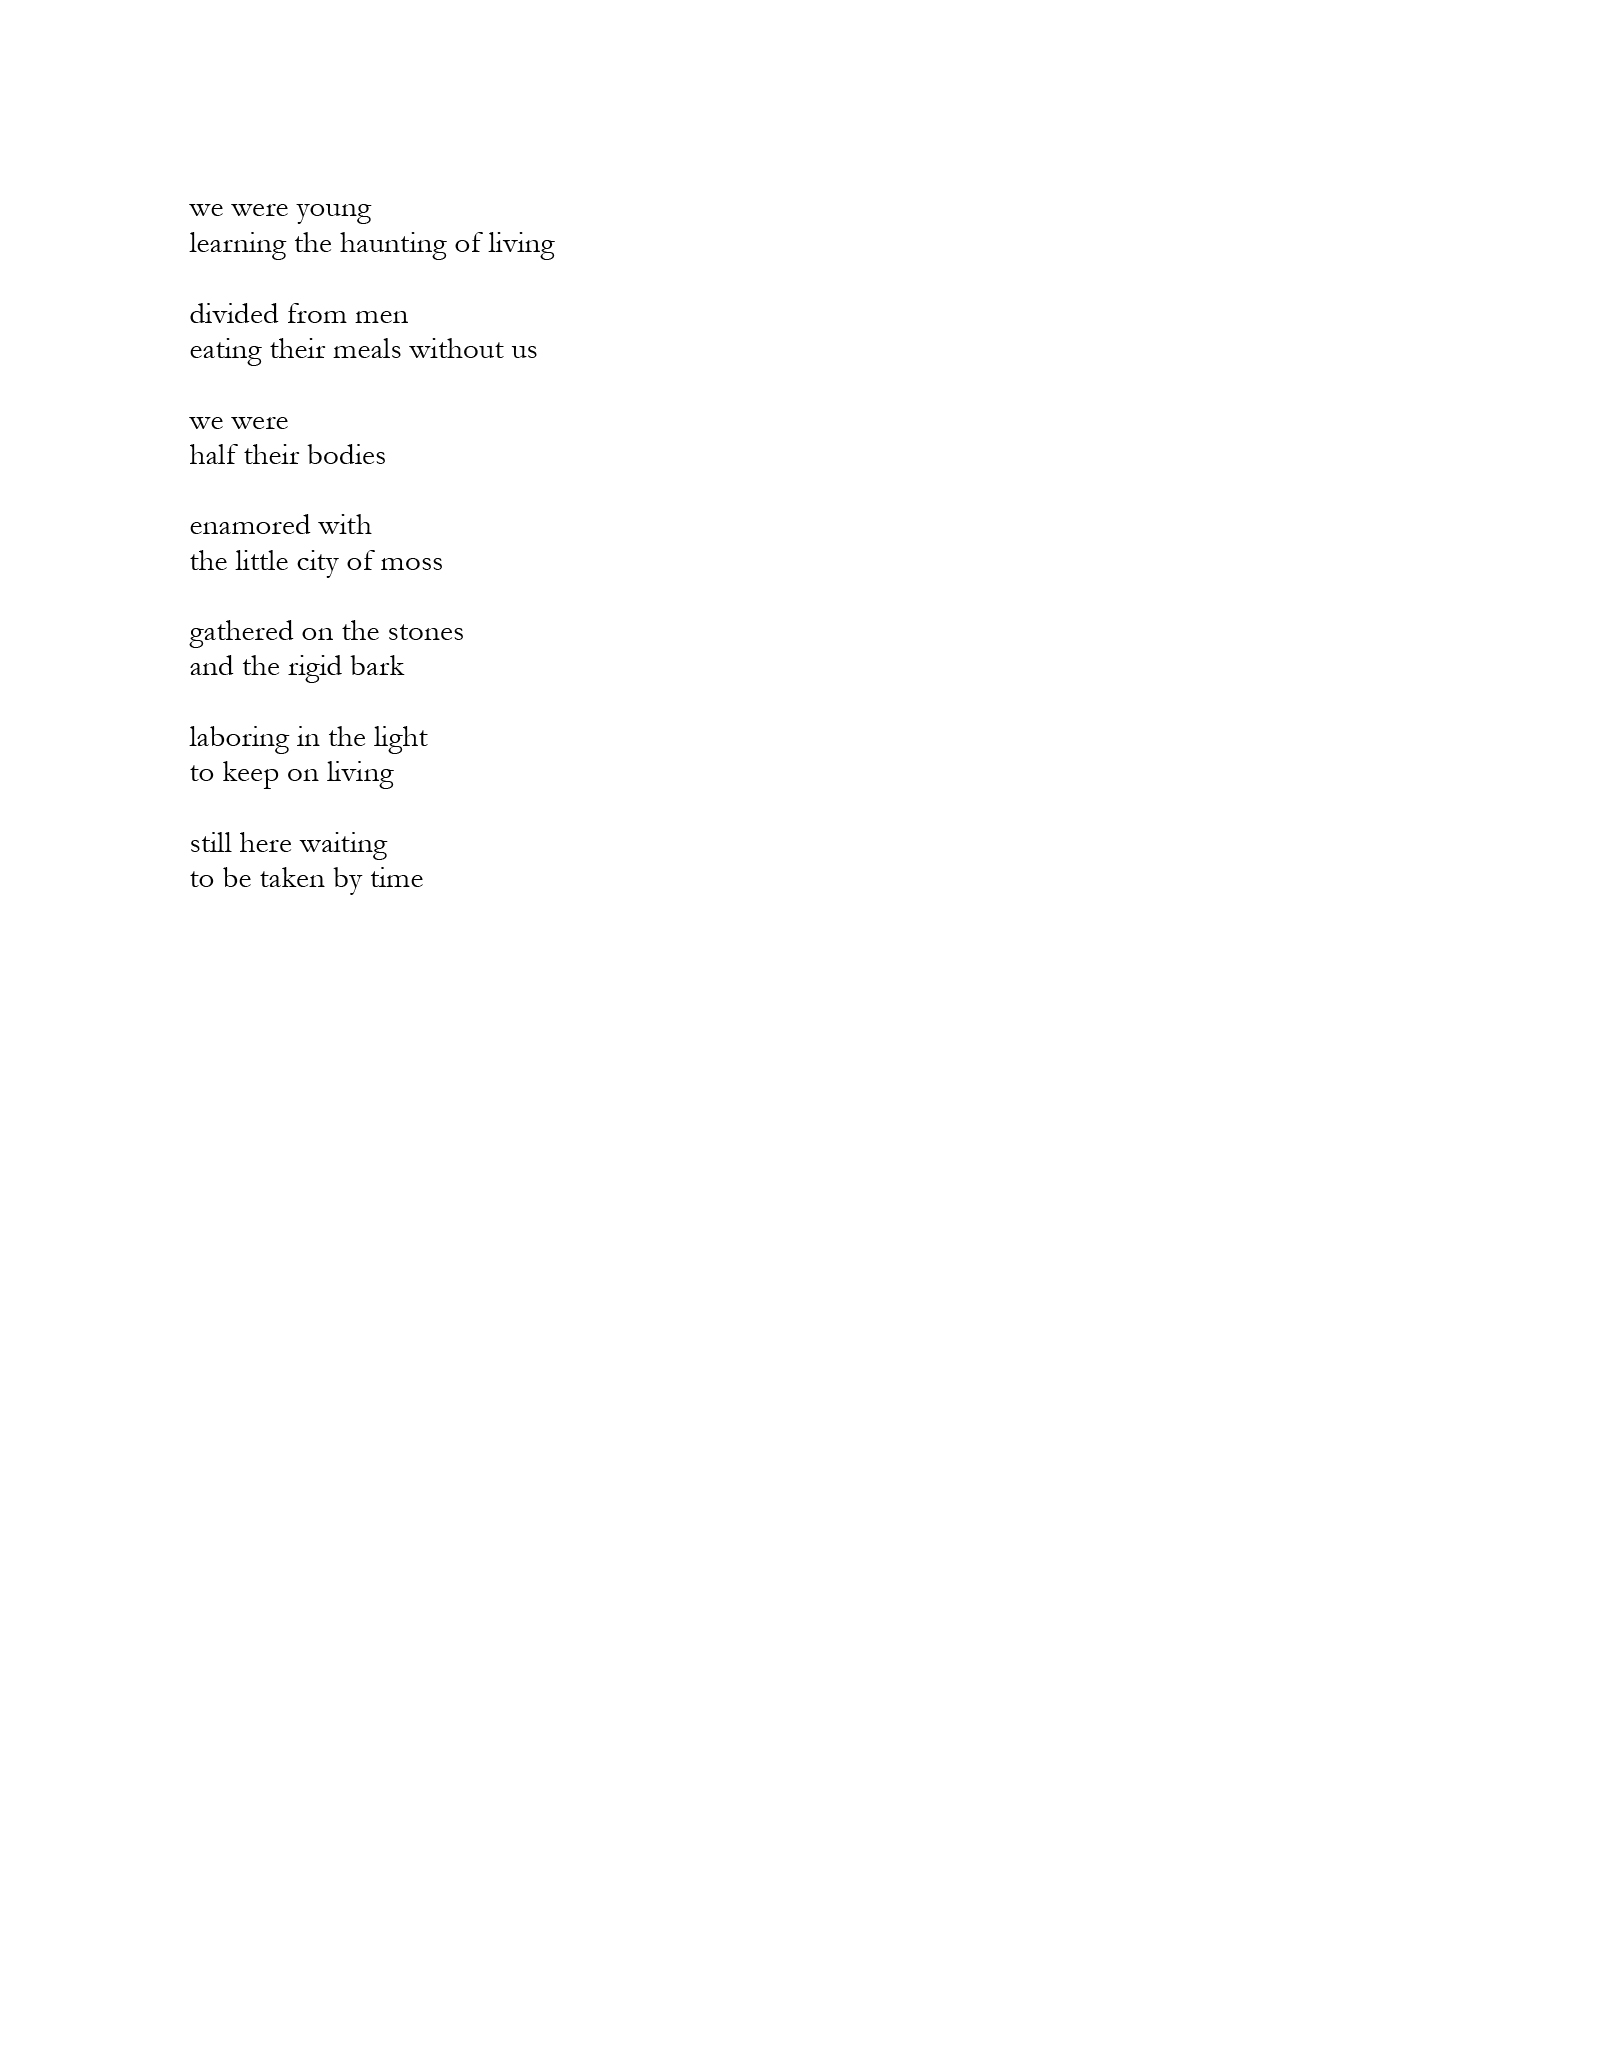 we were young
learning the haunting of living

divided from men
eating their meals without us

we were
half their bodies

enamored with
the little city of moss

gathered on the stones
and the rigid bark

laboring in the light
to keep on living

still here waiting
to be taken by time